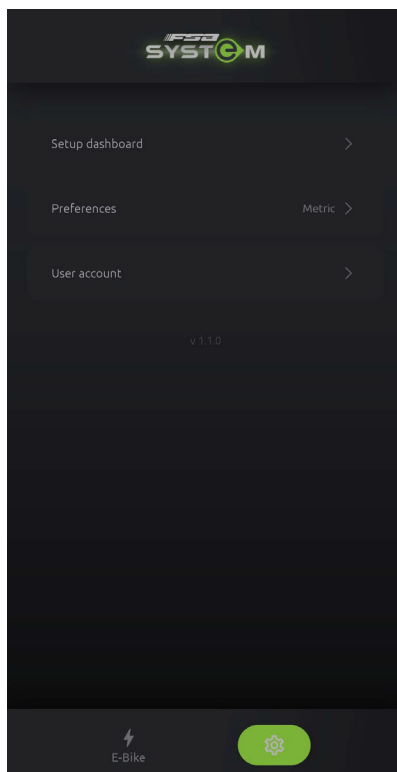 FSA
SYSTEM
Setup dashboard
Preferences Metric
User account
v 1.1.0
E-Bike